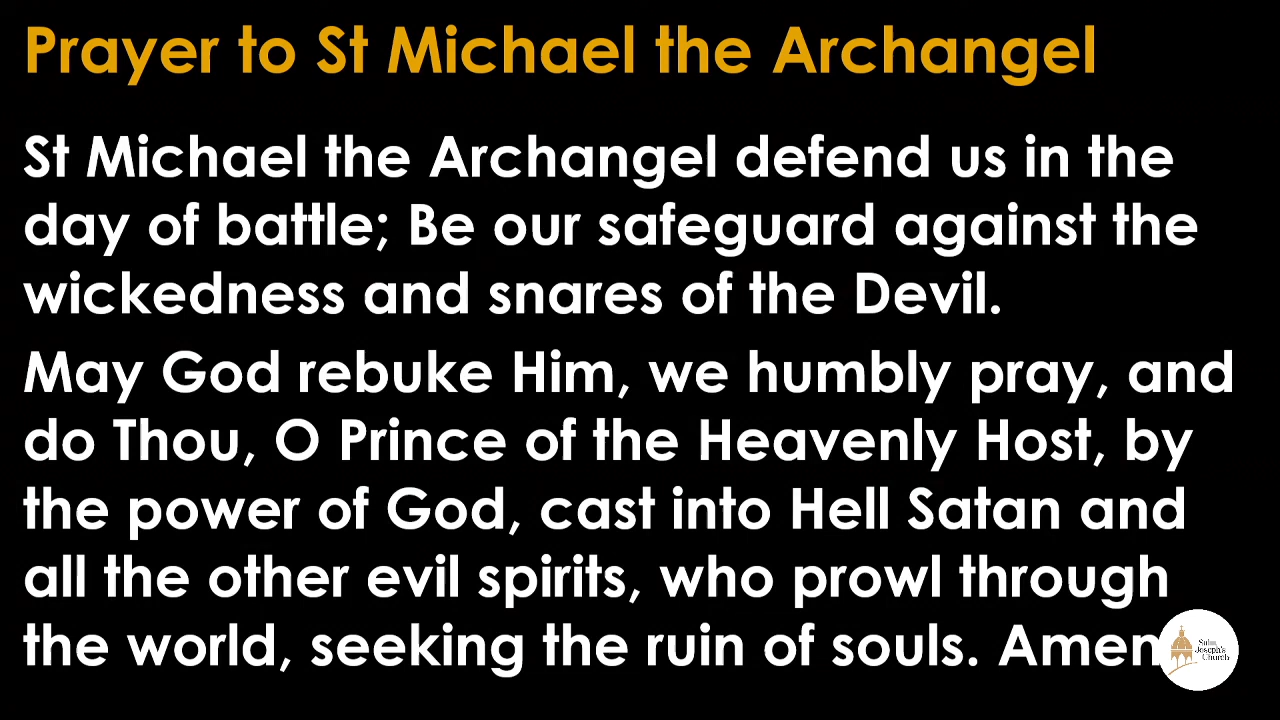 Prayer to St Michael the Archangel
St Michael the Archangel defend us in the
day of battle; Be our safeguard against the
wickedness and snares of the Devil.
May God rebuke Him, we humbly pray, and
do Thou, O Prince of the Heavenly Host, by
the power of God, cast into Hell Satan and
all the other evil spirits, who prowl through
the world, seeking the ruin of souls. Amen
Saint
Joseph's
Church